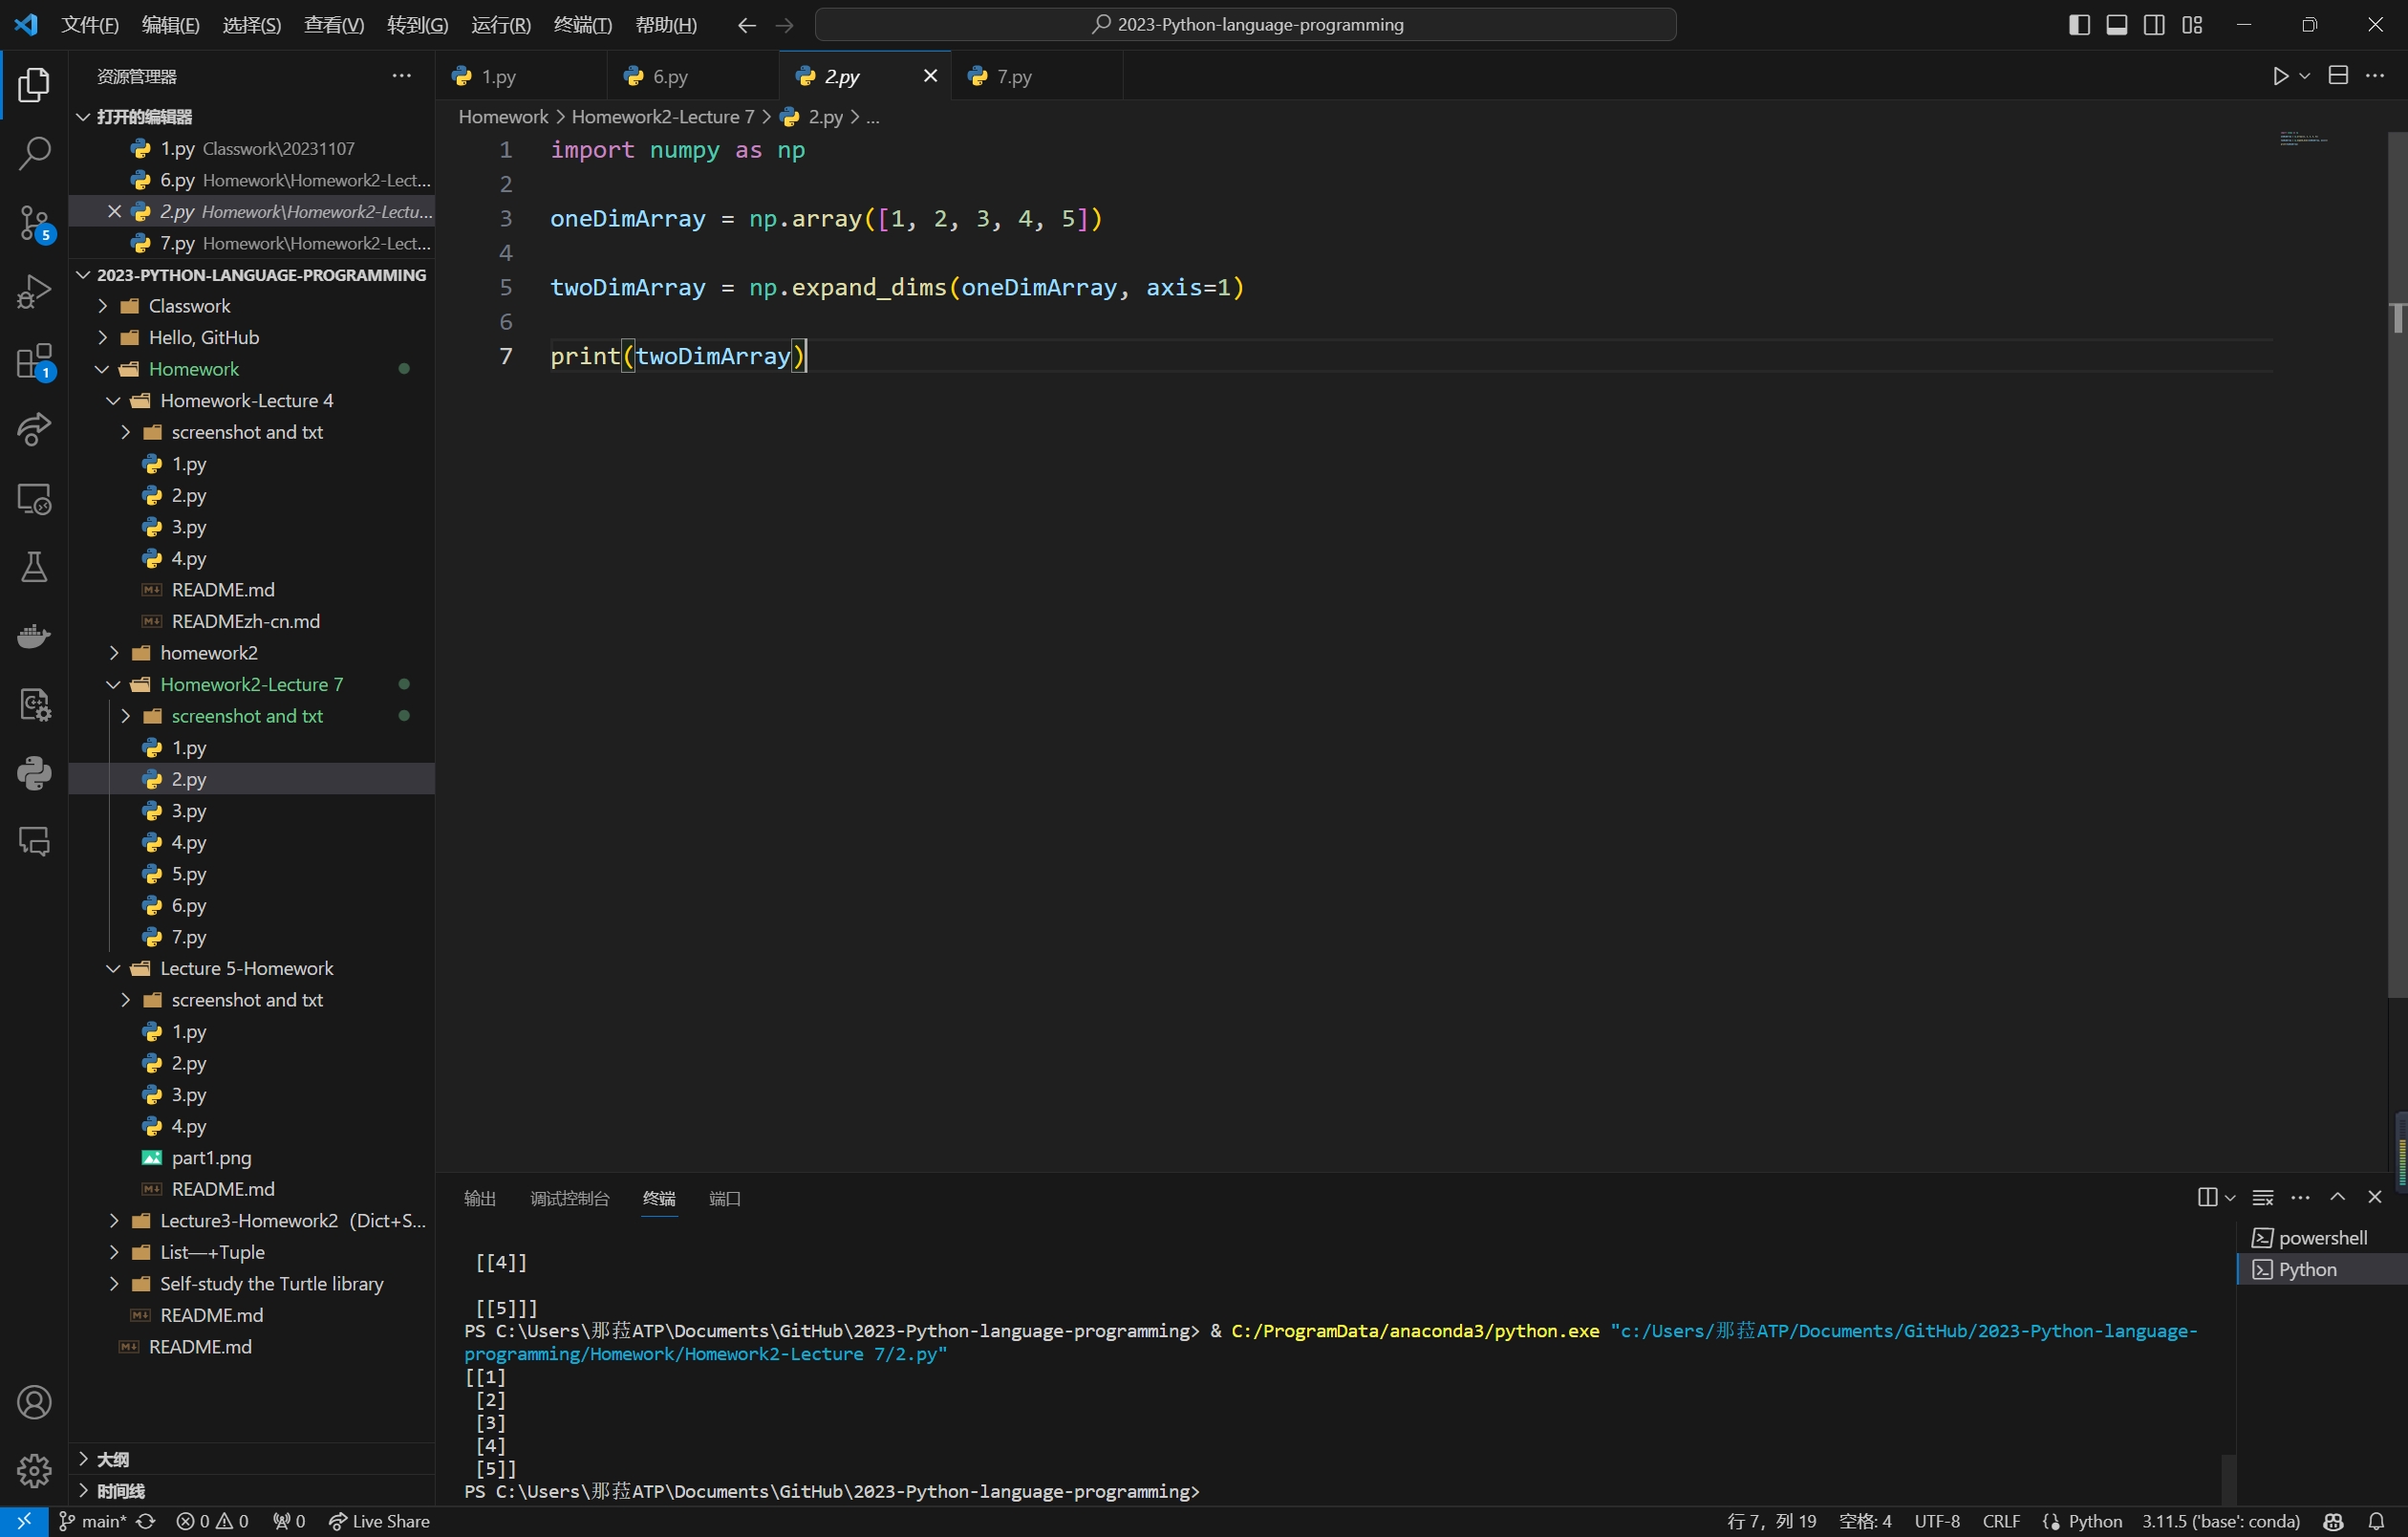 文件(F) 编辑(E) 选择(S) 查看(V) 转到(G) 运行(R) 终端(T) 帮助(H) 2023-Python-language-programming
资源管理器
打开的编辑器
1.py Classwork\20231107
6.py Homework\Homework2-Lect...
2.py Homework\Homework2-Lectu...
7.py Homework\Homework2-Lect...
2023-PYTHON-LANGUAGE-PROGRAMMING
Classwork
Hello, GitHub
Homework
Homework-Lecture 4
screenshot and txt
1.py
2.py
3.py
4.py
README.md
READMEzh-cn.md
homework2
Homework2-Lecture 7
screenshot and txt
1.py
2.py
3.py
4.py
5.py
6.py
7.py
Lecture 5-Homework
screenshot and txt
1.py
2.py
3.py
4.py
part1.png
README.md
Lecture3-Homework2（Dict+S...
List—+Tuple
Self-study the Turtle library
README.md
README.md
大纲
时间线
5
1
1.py 6.py 2.py 7.py
Homework > Homework2-Lecture 7 > 2.py > ...
1 import numpy as np
2
3 oneDimArray = np.array([1, 2, 3, 4, 5])
4
5 twoDimArray = np.expand_dims(oneDimArray, axis=1)
6
7 print(twoDimArray)
输出 调试控制台 终端 端口
[[4]]
[[5]]]
PS C:\Users\那菈ATP\Documents\GitHub\2023-Python-language-programming> & C:/ProgramData/anaconda3/python.exe "c:/Users/那菈ATP/Documents/GitHub/2023-Python-language-
programming/Homework/Homework2-Lecture 7/2.py"
[[1]
[2]
[3]
[4]
[5]]
PS C:\Users\那菈ATP\Documents\GitHub\2023-Python-language-programming>
powershell
Python
main* 0 0 0 Live Share 行 7，列 19 空格: 4 UTF-8 CRLF Python 3.11.5 ('base': conda)